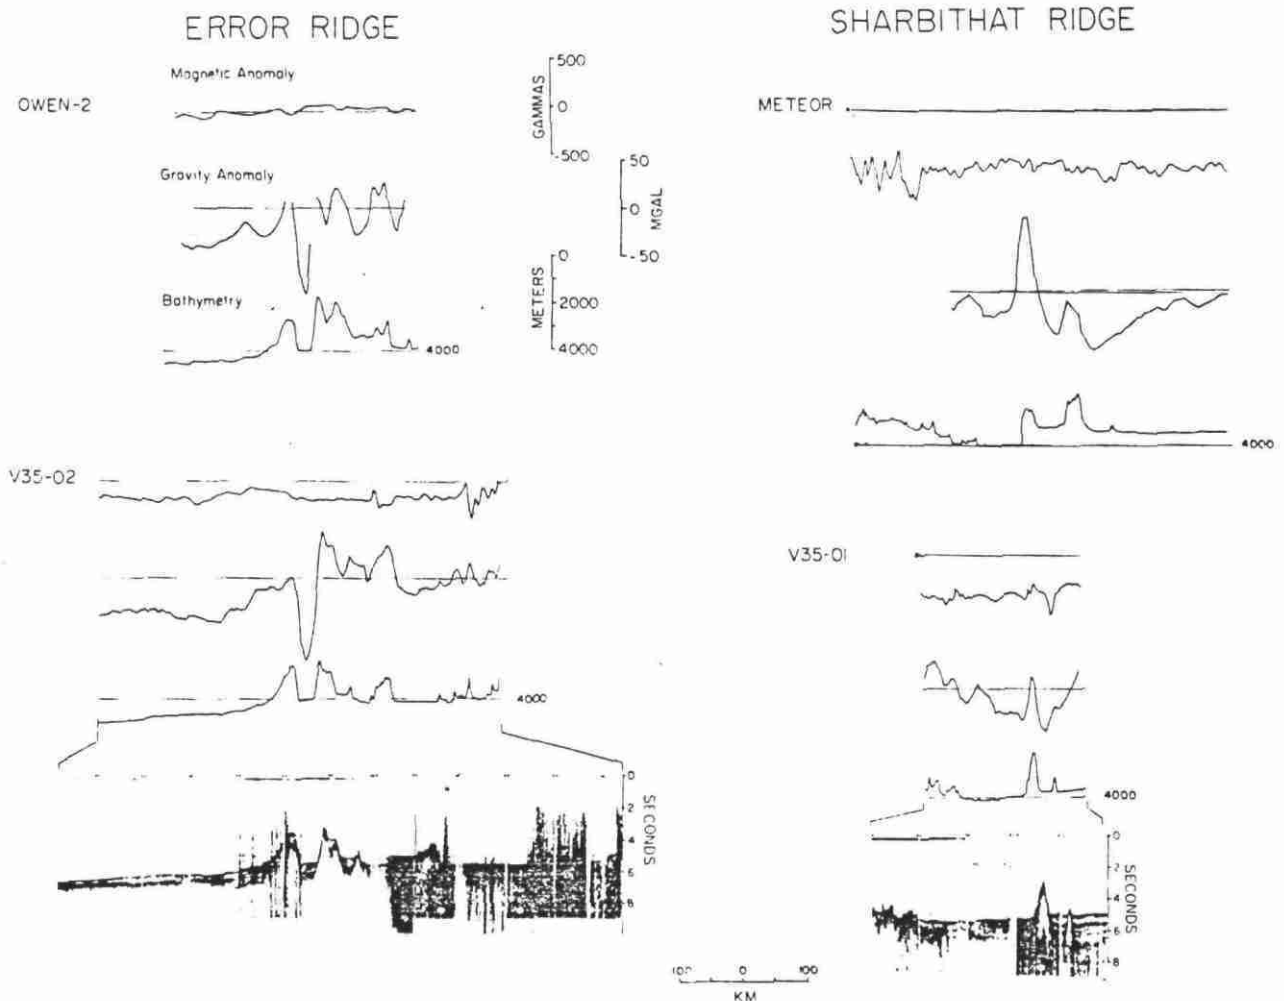 ERROR RIDGE
Magnetic Anomaly
OWEN-2
500
0
-500
GAMMAS
Gravity Anomaly
50
0
-50
MGAL
Bathymetry
0
2000
4000
METERS
4000
V35-02
4000
0
2
4
6
8
SECONDS
SHARBITHAT RIDGE
METEOR
4000
V35-01
4000
0
2
4
6
8
SECONDS
100 0 100
KM